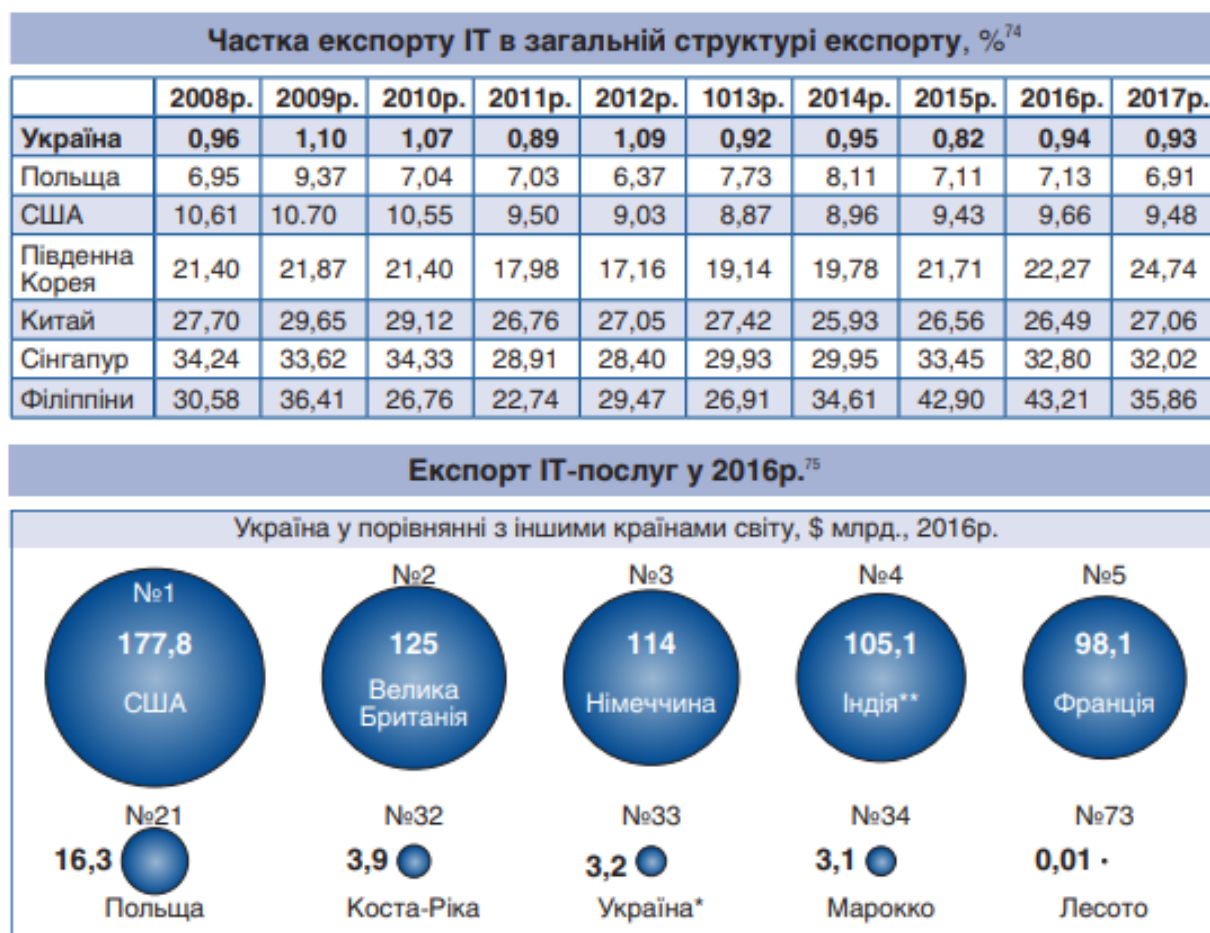 Частка експорту ІТ в загальній структурі експорту, %74
2008р. 2009р. 2010р. 2011р. 2012р. 1013р. 2014р. 2015р. 2016р. 2017р.
Україна 0,96 1,10 1,07 0,89 1,09 0,92 0,95 0,82 0,94 0,93
Польща 6,95 9,37 7,04 7,03 6,37 7,73 8,11 7,11 7,13 6,91
США 10,61 10.70 10,55 9,50 9,03 8,87 8,96 9,43 9,66 9,48
Південна
Корея 21,40 21,87 21,40 17,98 17,16 19,14 19,78 21,71 22,27 24,74
Китай 27,70 29,65 29,12 26,76 27,05 27,42 25,93 26,56 26,49 27,06
Сінгапур 34,24 33,62 34,33 28,91 28,40 29,93 29,95 33,45 32,80 32,02
Філіппіни 30,58 36,41 26,76 22,74 29,47 26,91 34,61 42,90 43,21 35,86
Експорт ІТ-послуг у 2016р.75
Україна у порівнянні з іншими країнами світу, $ млрд., 2016р.
№1 №2 №3 №4 №5
177,8 125 114 105,1 98,1
США Велика Британія Німеччина Індія** Франція
№21 №32 №33 №34 №73
16,3 3,9 3,2 3,1 0,01
Польща Коста-Ріка Україна* Марокко Лесото